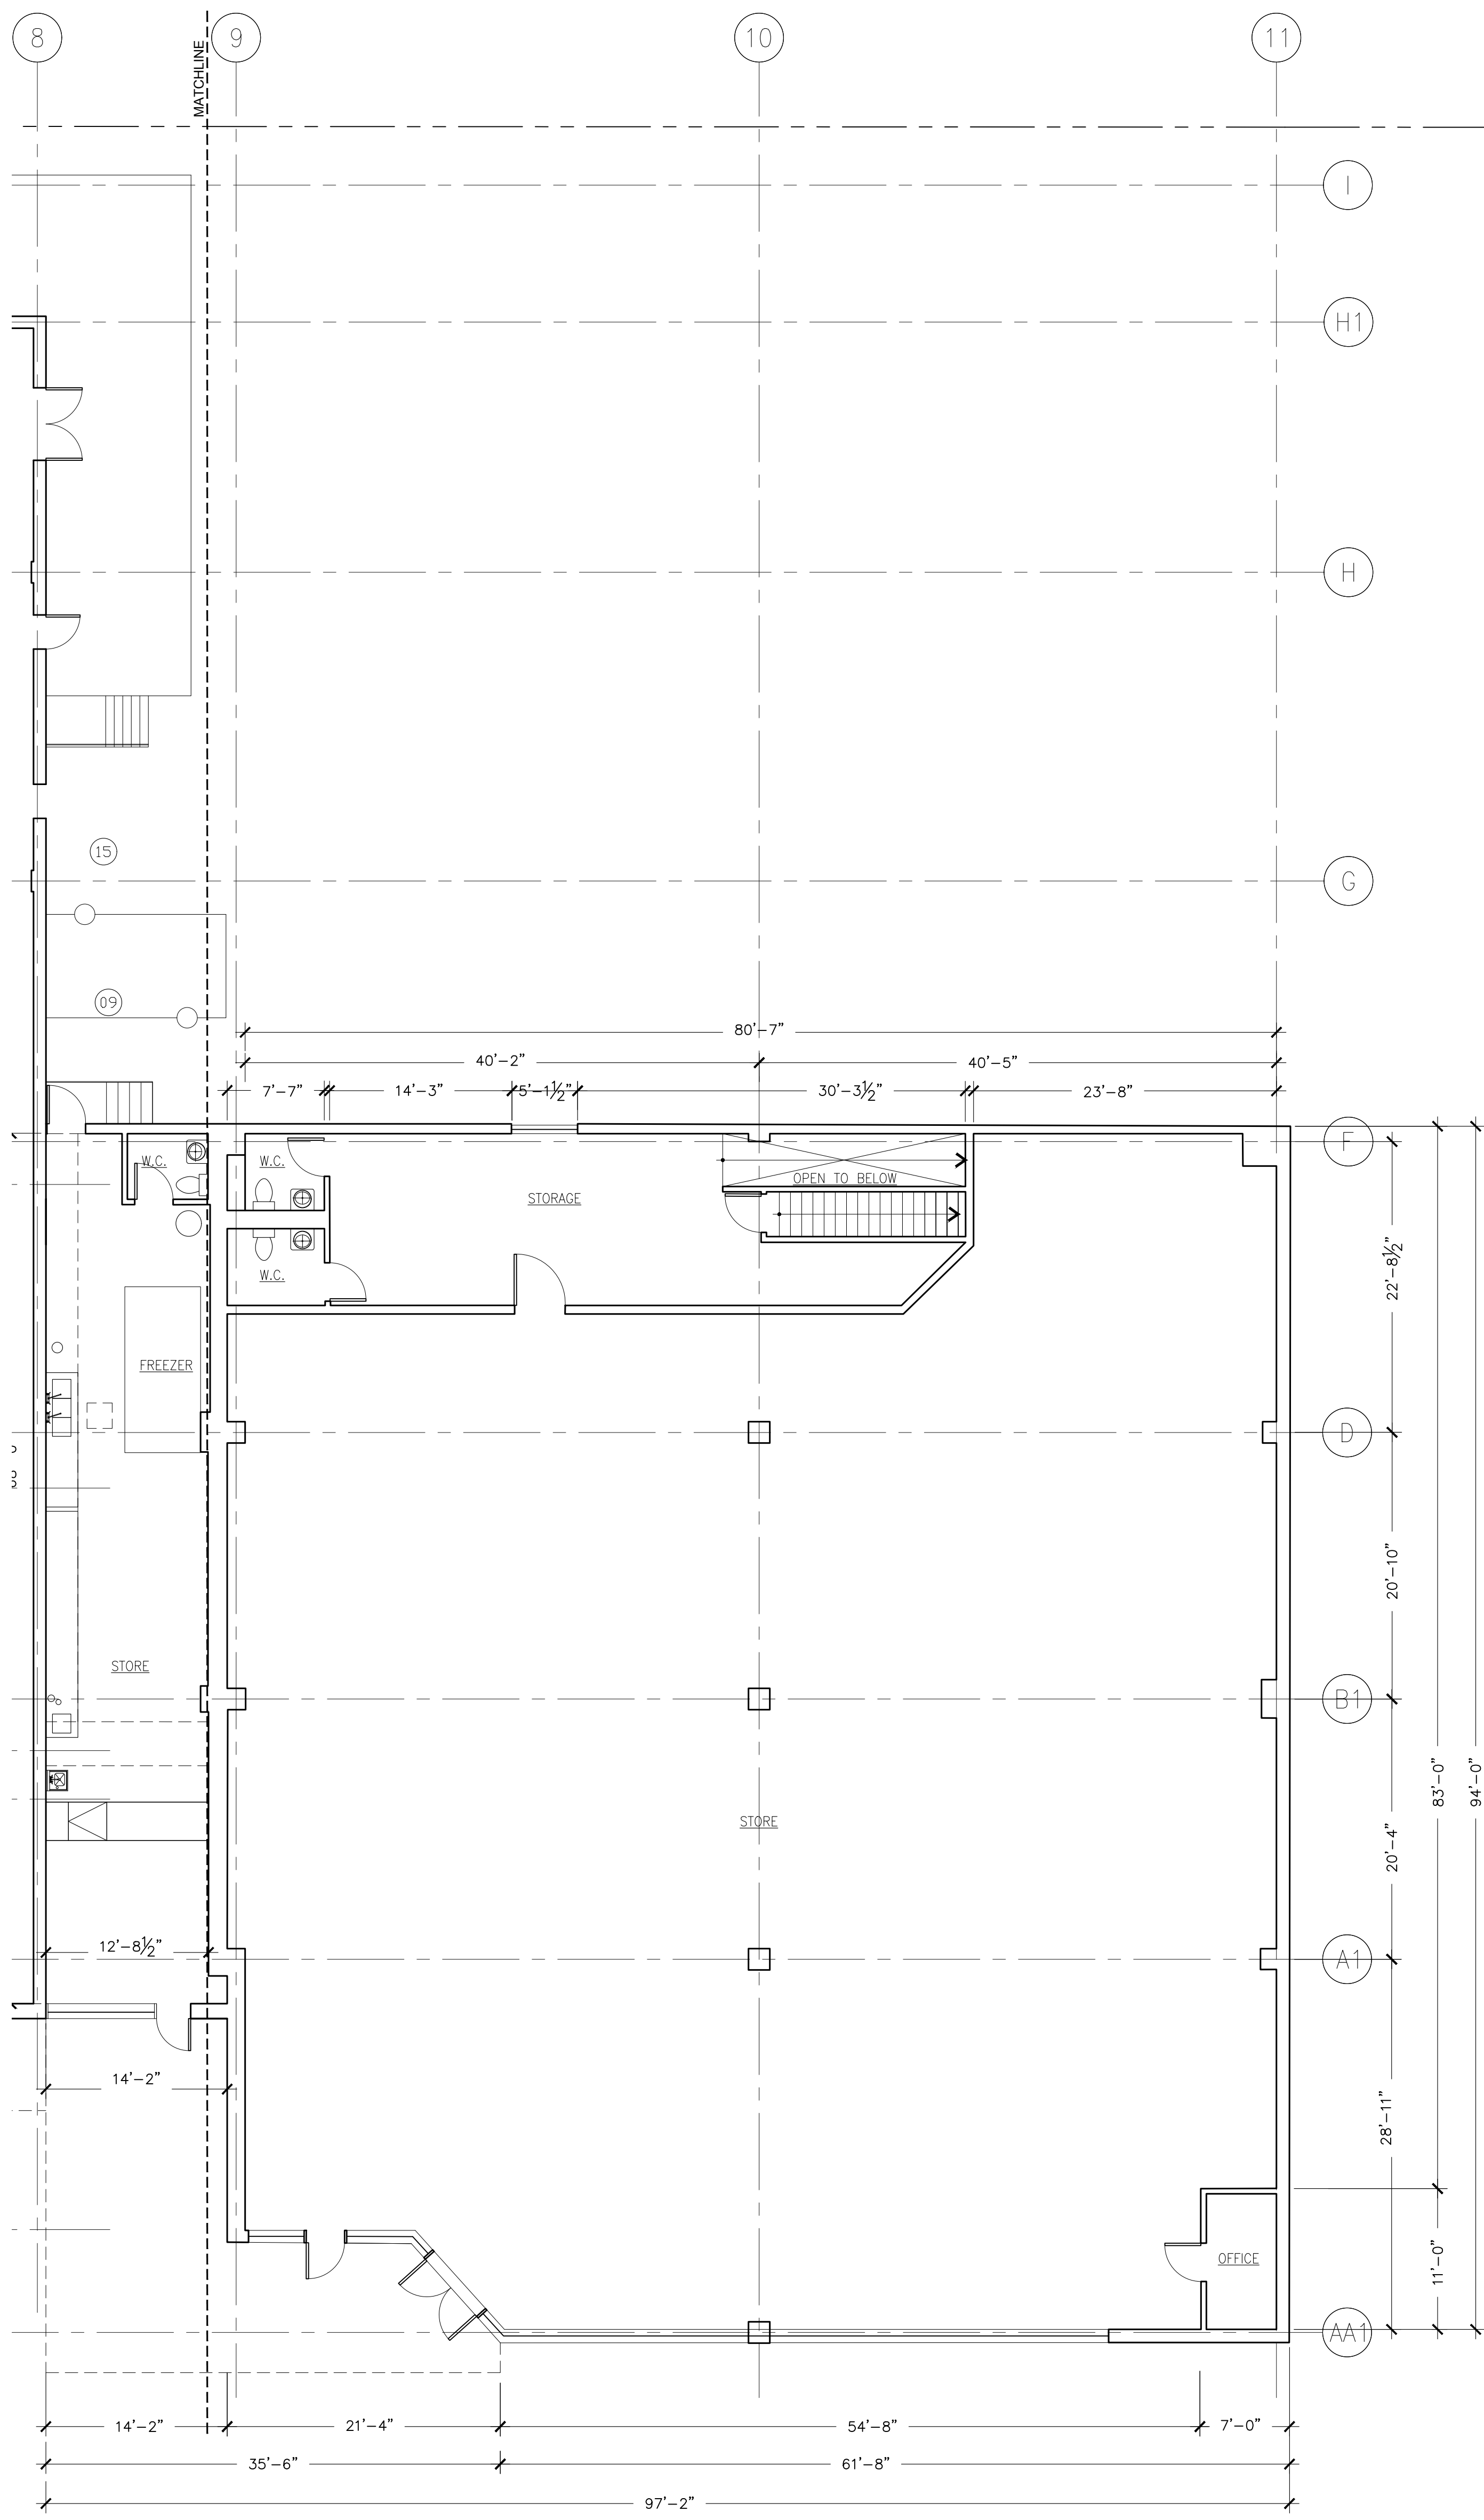 8
9
10
11
MATCHLINE
I
H1
H
G
15
09
80'-7"
40'-2"
40'-5"
7'-7"
14'-3"
5'-1½"
30'-3½"
23'-8"
F
W.C.
W.C.
OPEN TO BELOW
STORAGE
W.C.
22'-8½"
FREEZER
D
20'-10"
STORE
B1
83'-0"
94'-0"
STORE
20'-4"
12'-8½"
A1
14'-2"
28'-11"
OFFICE
11'-0"
AA1
14'-2"
21'-4"
54'-8"
7'-0"
35'-6"
61'-8"
97'-2"